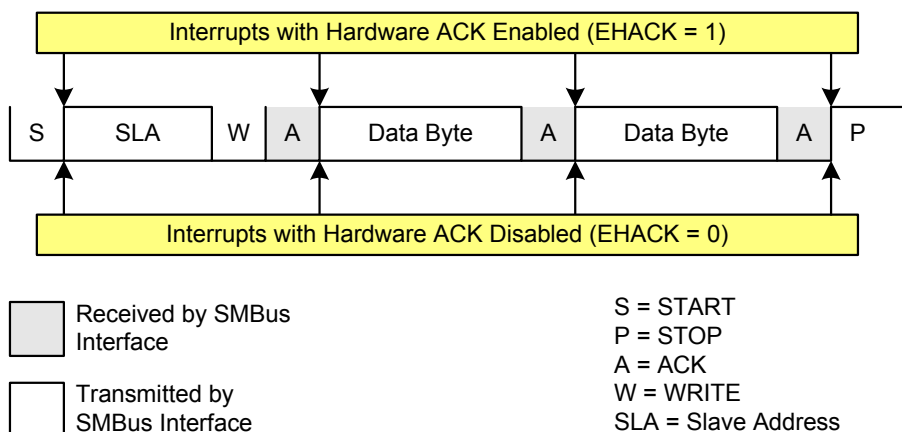 Interrupts with Hardware ACK Enabled (EHACK = 1)
S SLA W A Data Byte A Data Byte A P
Interrupts with Hardware ACK Disabled (EHACK = 0)
Received by SMBus
Interface
Transmitted by
SMBus Interface
S = START
P = STOP
A = ACK
W = WRITE
SLA = Slave Address